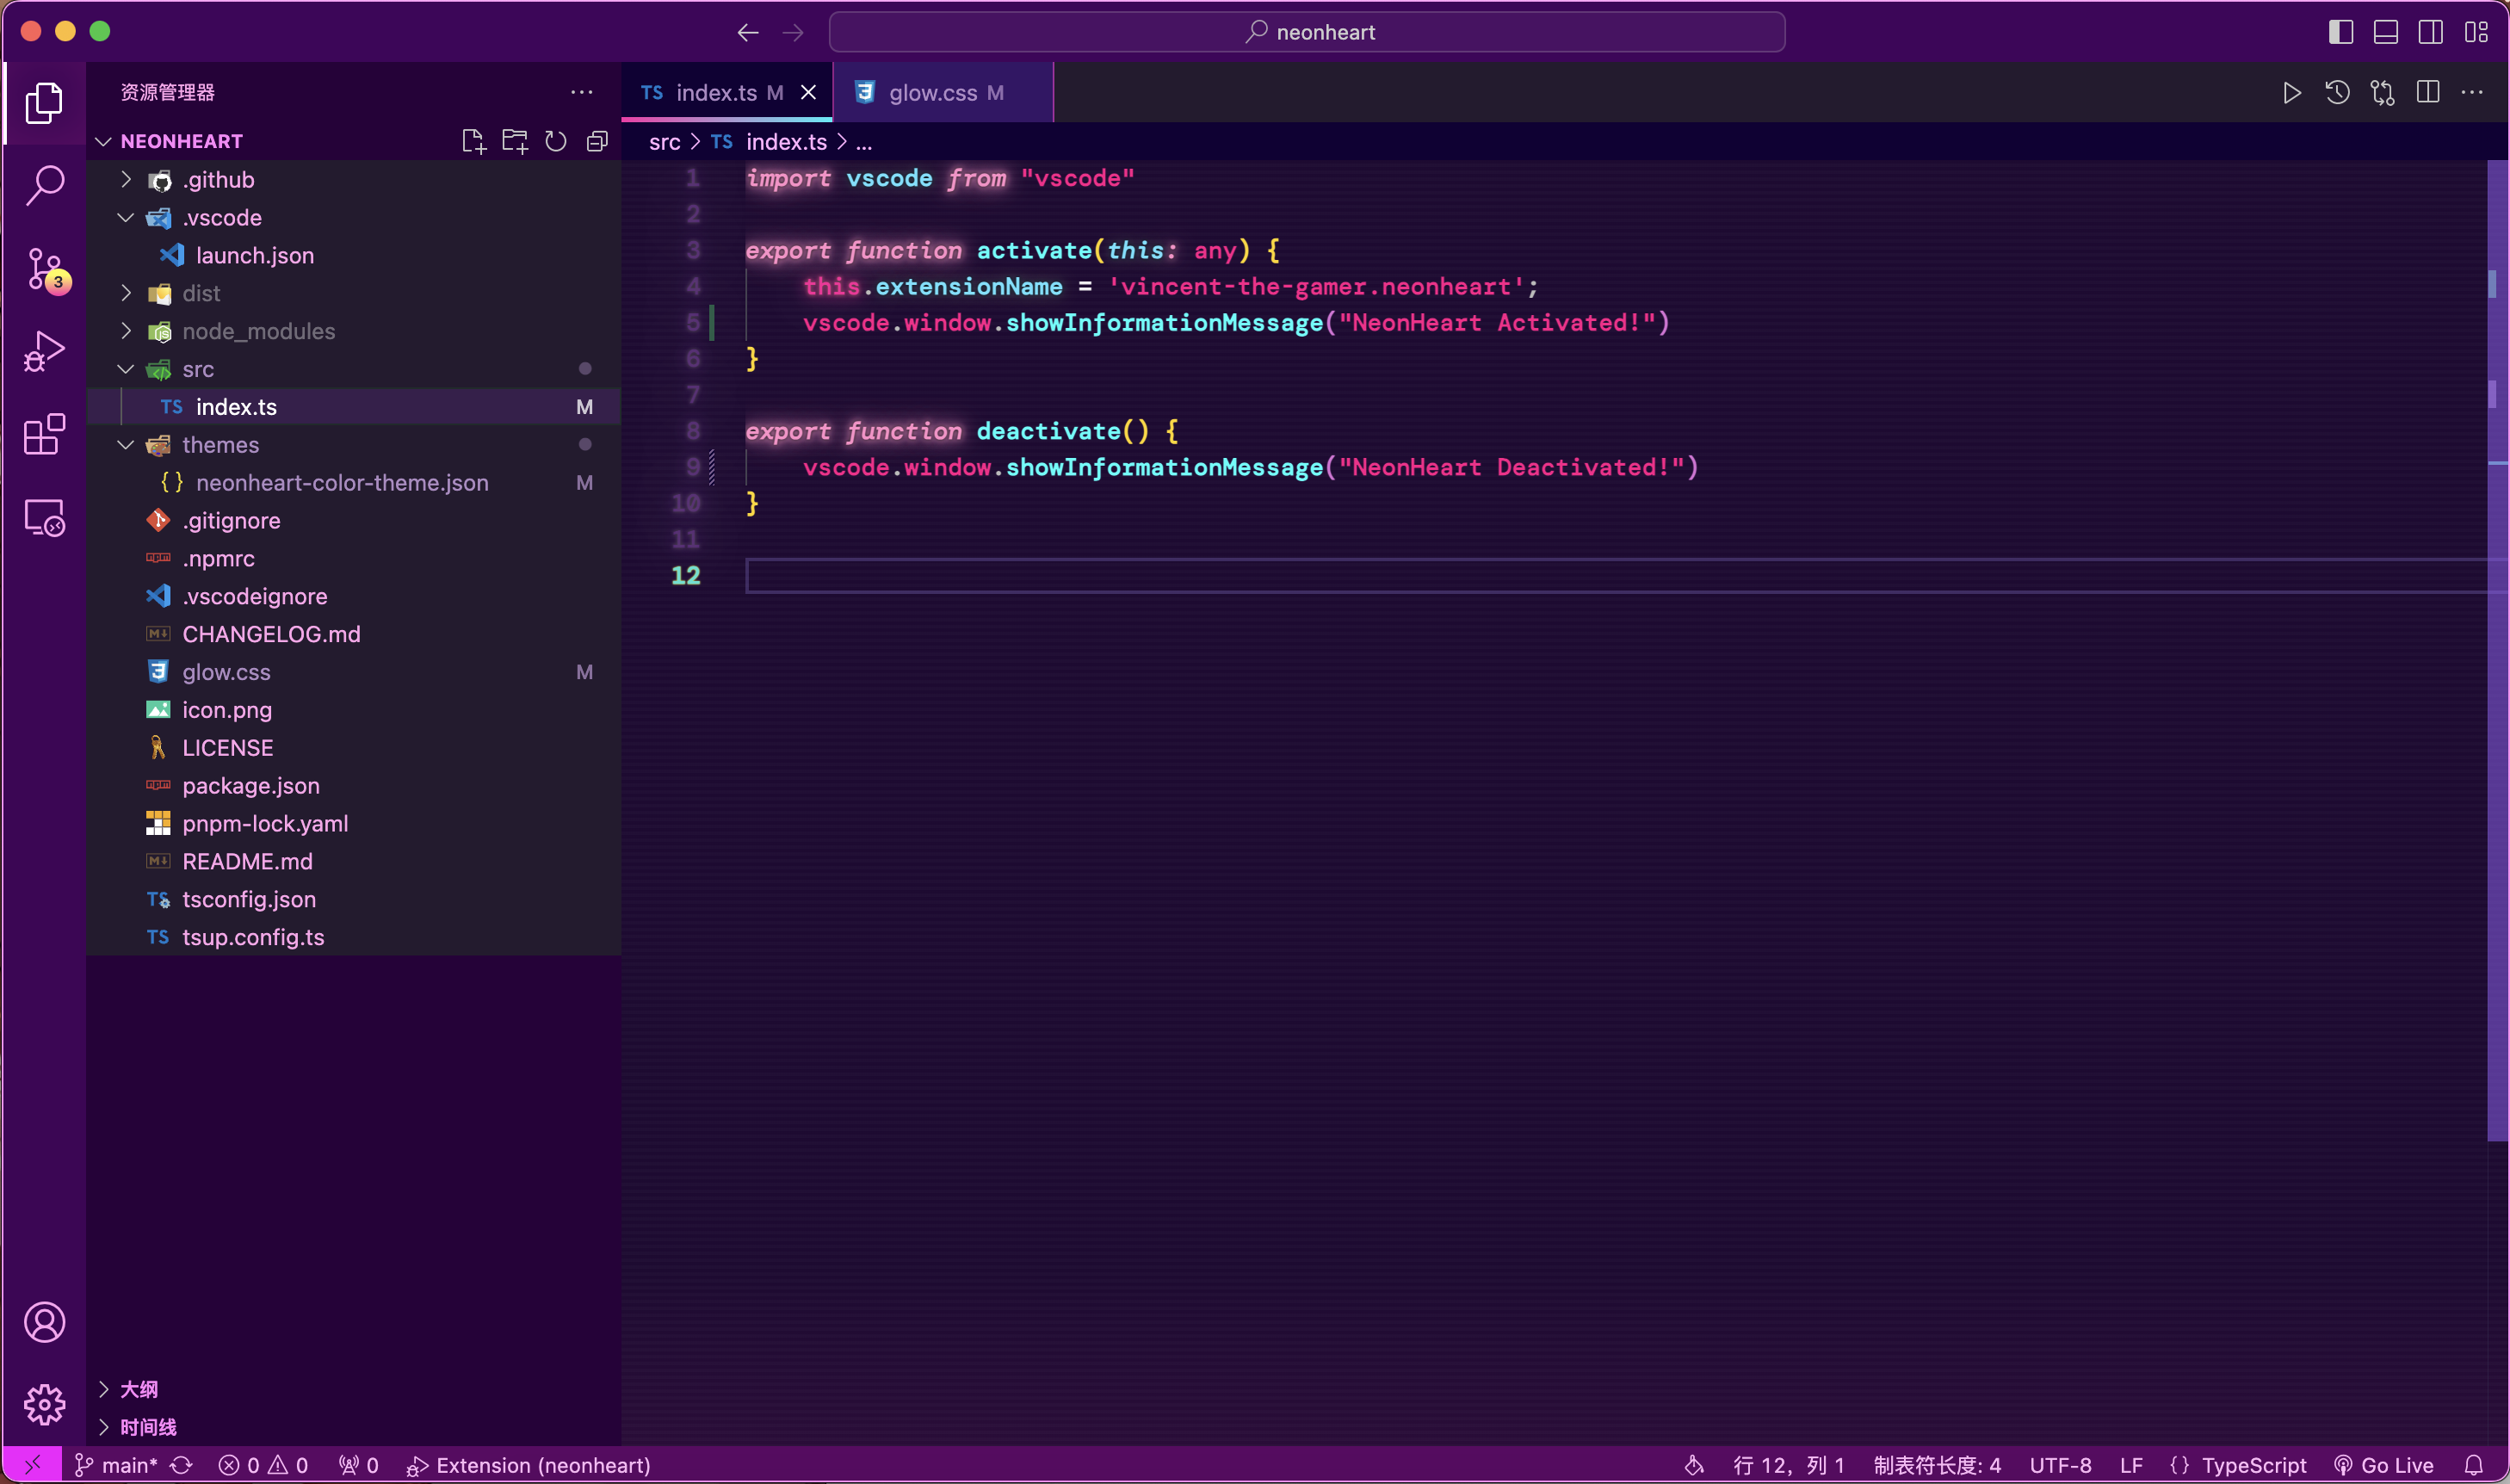 neonheart
资源管理器
NEONHEART
.github
.vscode
launch.json
dist
node_modules
src
index.ts M
themes
neonheart-color-theme.json M
.gitignore
.npmrc
.vscodeignore
CHANGELOG.md
glow.css M
icon.png
LICENSE
package.json
pnpm-lock.yaml
README.md
tsconfig.json
tsup.config.ts
大纲
时间线
3
TS index.ts M
glow.css M
src > TS index.ts > ...
1 import vscode from "vscode"
2
3 export function activate(this: any) {
4 this.extensionName = 'vincent-the-gamer.neonheart';
5 vscode.window.showInformationMessage("NeonHeart Activated!")
6 }
7
8 export function deactivate() {
9 vscode.window.showInformationMessage("NeonHeart Deactivated!")
10 }
11
12
main* 0 0 0 Extension (neonheart) 行 12, 列 1 制表符长度: 4 UTF-8 LF {} TypeScript Go Live